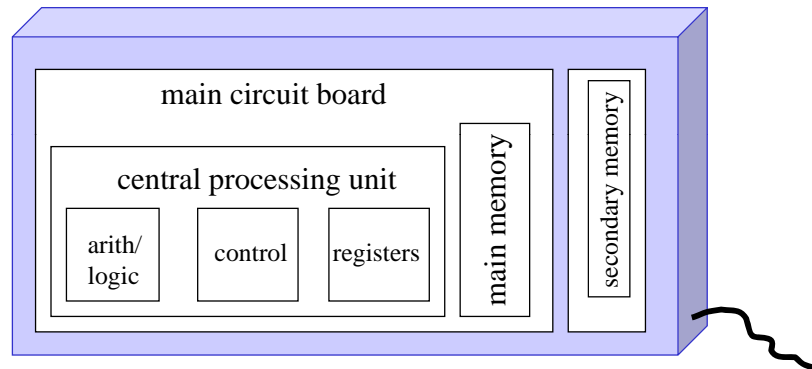 main circuit board
central processing unit
arith/
logic
control
registers
main memory
secondary memory